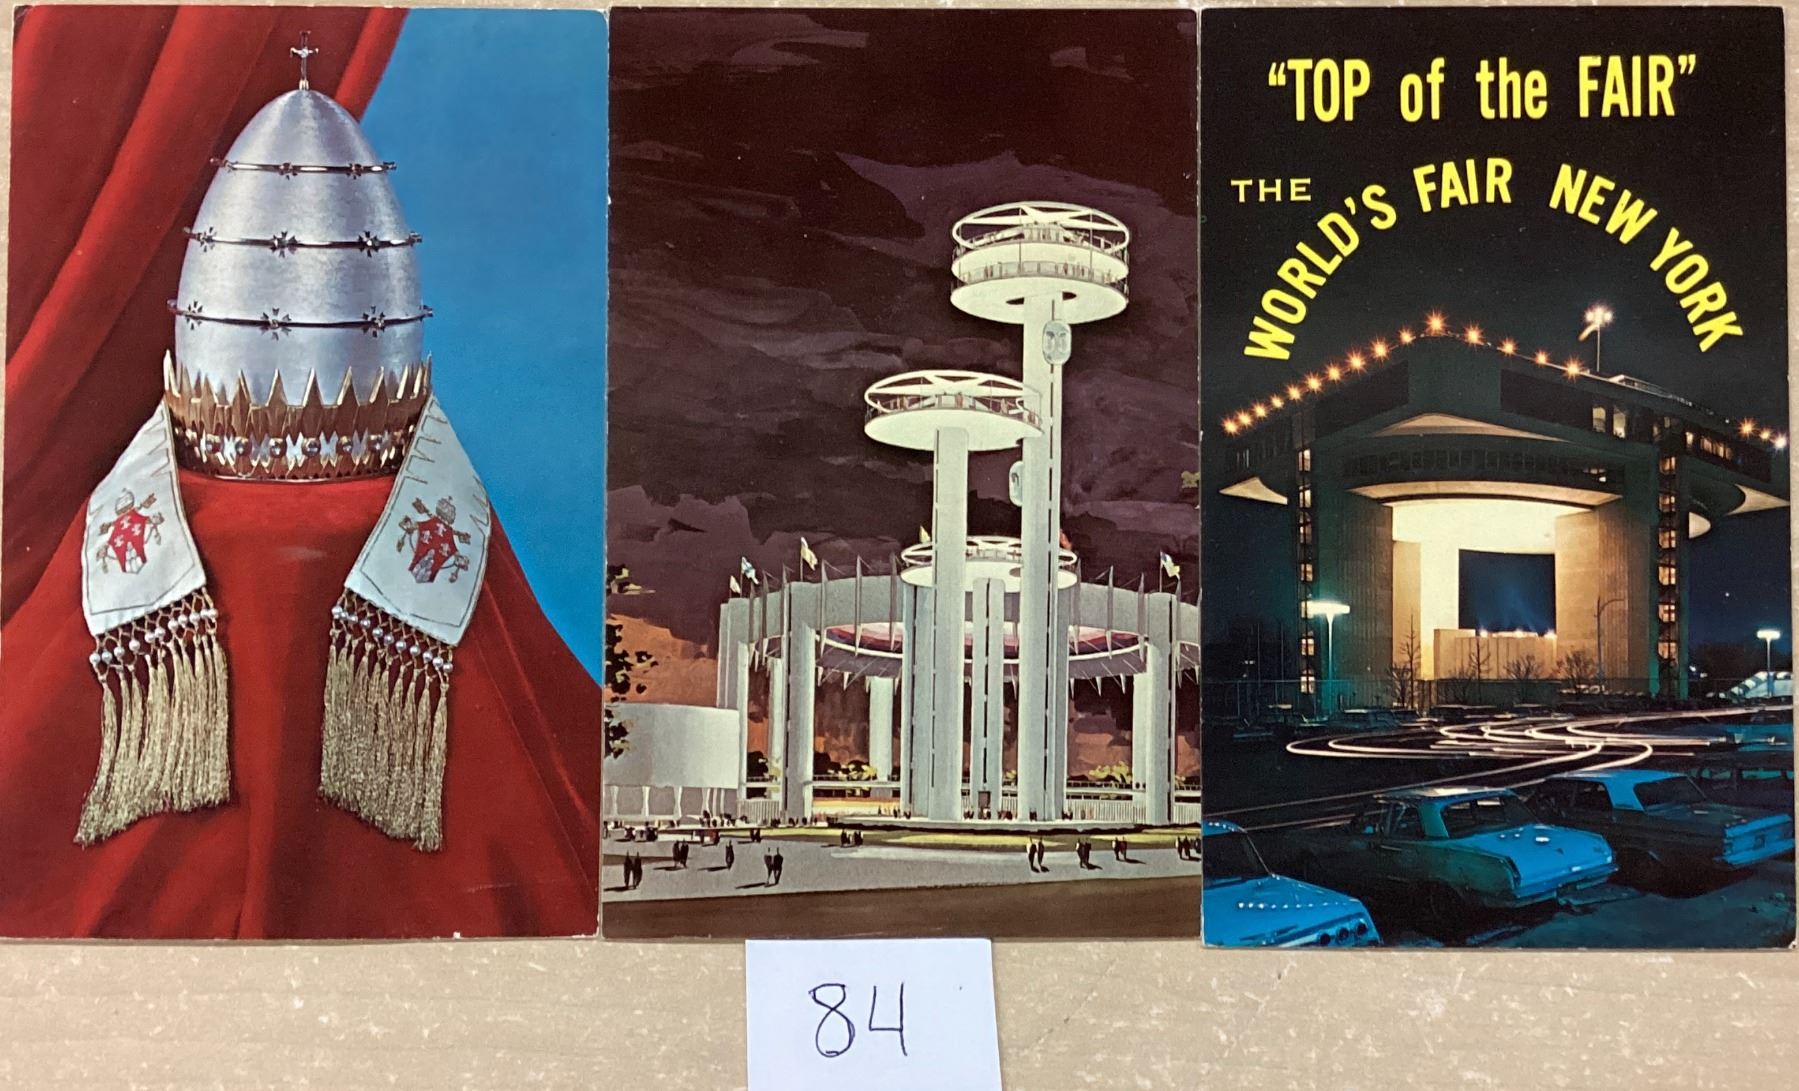 "TOP of the FAIR"
THE WORLD'S FAIR NEW YORK
84